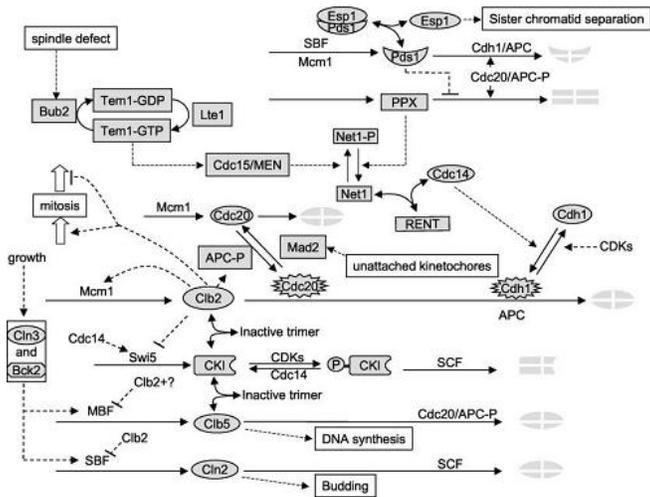 Esp1
Pds1
Esp1
Sister chromatid separation
spindle defect
SBF
Mcm1
Pds1
Cdh1/APC
Cdc20/APC-P
Bub2
Tem1-GDP
Lte1
Tem1-GTP
PPX
Net1-P
Cdc15/MEN
Net1
Cdc14
RENT
mitosis
Mcm1
Cdc20
Cdh1
CDKs
APC-P
Mad2
unattached kinetochores
growth
Cdc20
Cdh1
Mcm1
Clb2
APC
Cln3
and
Bck2
Inactive trimer
Cdc14
Swi5
CKI
CDKs
Cdc14
P
CKI
SCF
Clb2+?
Inactive trimer
MBF
Clb5
Cdc20/APC-P
Clb2
DNA synthesis
SBF
Cln2
SCF
Budding